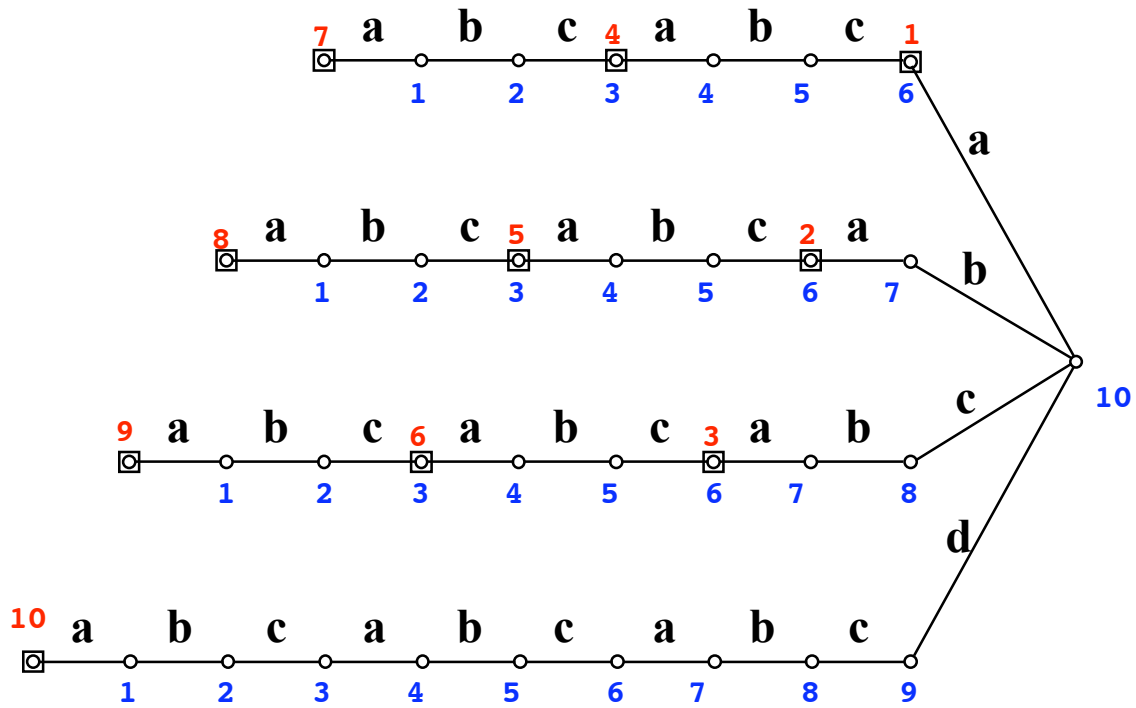 7 a b c 4 a b c 1
1 2 3 4 5 6
a
8 a b c 5 a b c 2 a
b
1 2 3 4 5 6 7
10
c
9 a b c 6 a b c 3 a b
1 2 3 4 5 6 7 8
d
10 a b c a b c a b c
1 2 3 4 5 6 7 8 9